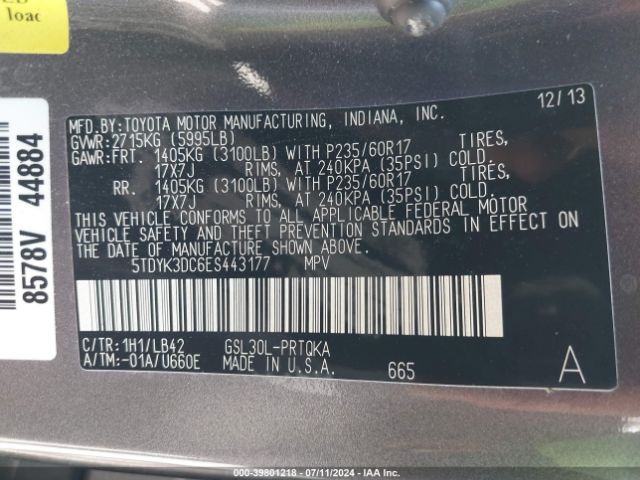 ED
loac
8578V 44884
12/13
MFD.BY:TOYOTA MOTOR MANUFACTURING, INDIANA, INC.
GVWR:2715KG (5995LB)
GAWR:FRT. 1405KG (3100LB) WITH P235/60R17 TIRES,
17X7J RIMS, AT 240KPA (35PSI) COLD.
RR. 1405KG (3100LB) WITH P235/60R17 TIRES,
17X7J RIMS, AT 240KPA (35PSI) COLD.
THIS VEHICLE CONFORMS TO ALL APPLICABLE FEDERAL MOTOR
VEHICLE SAFETY AND THEFT PREVENTION STANDARDS IN EFFECT ON
THE DATE OF MANUFACTURE SHOWN ABOVE.
5TDYK3DC6ES443177 MPV
C/TR:1H1/LB42 GSL30L-PRTQKA
A/TM:-01A/U660E MADE IN U.S.A. 665 A
000-39801218 - 07/11/2024 - IAA Inc.